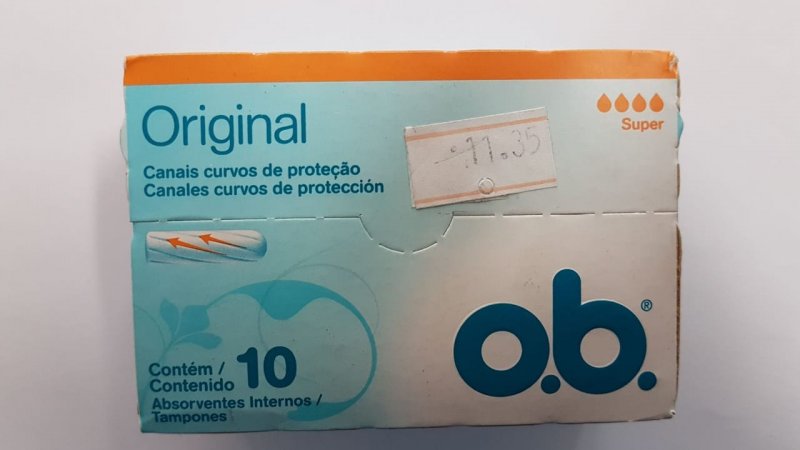 Original
Canais curvos de proteção
Canales curvos de protección
11.35
Super
o.b.®
Contém /
Contenido 10
Absorventes Internos /
Tampones